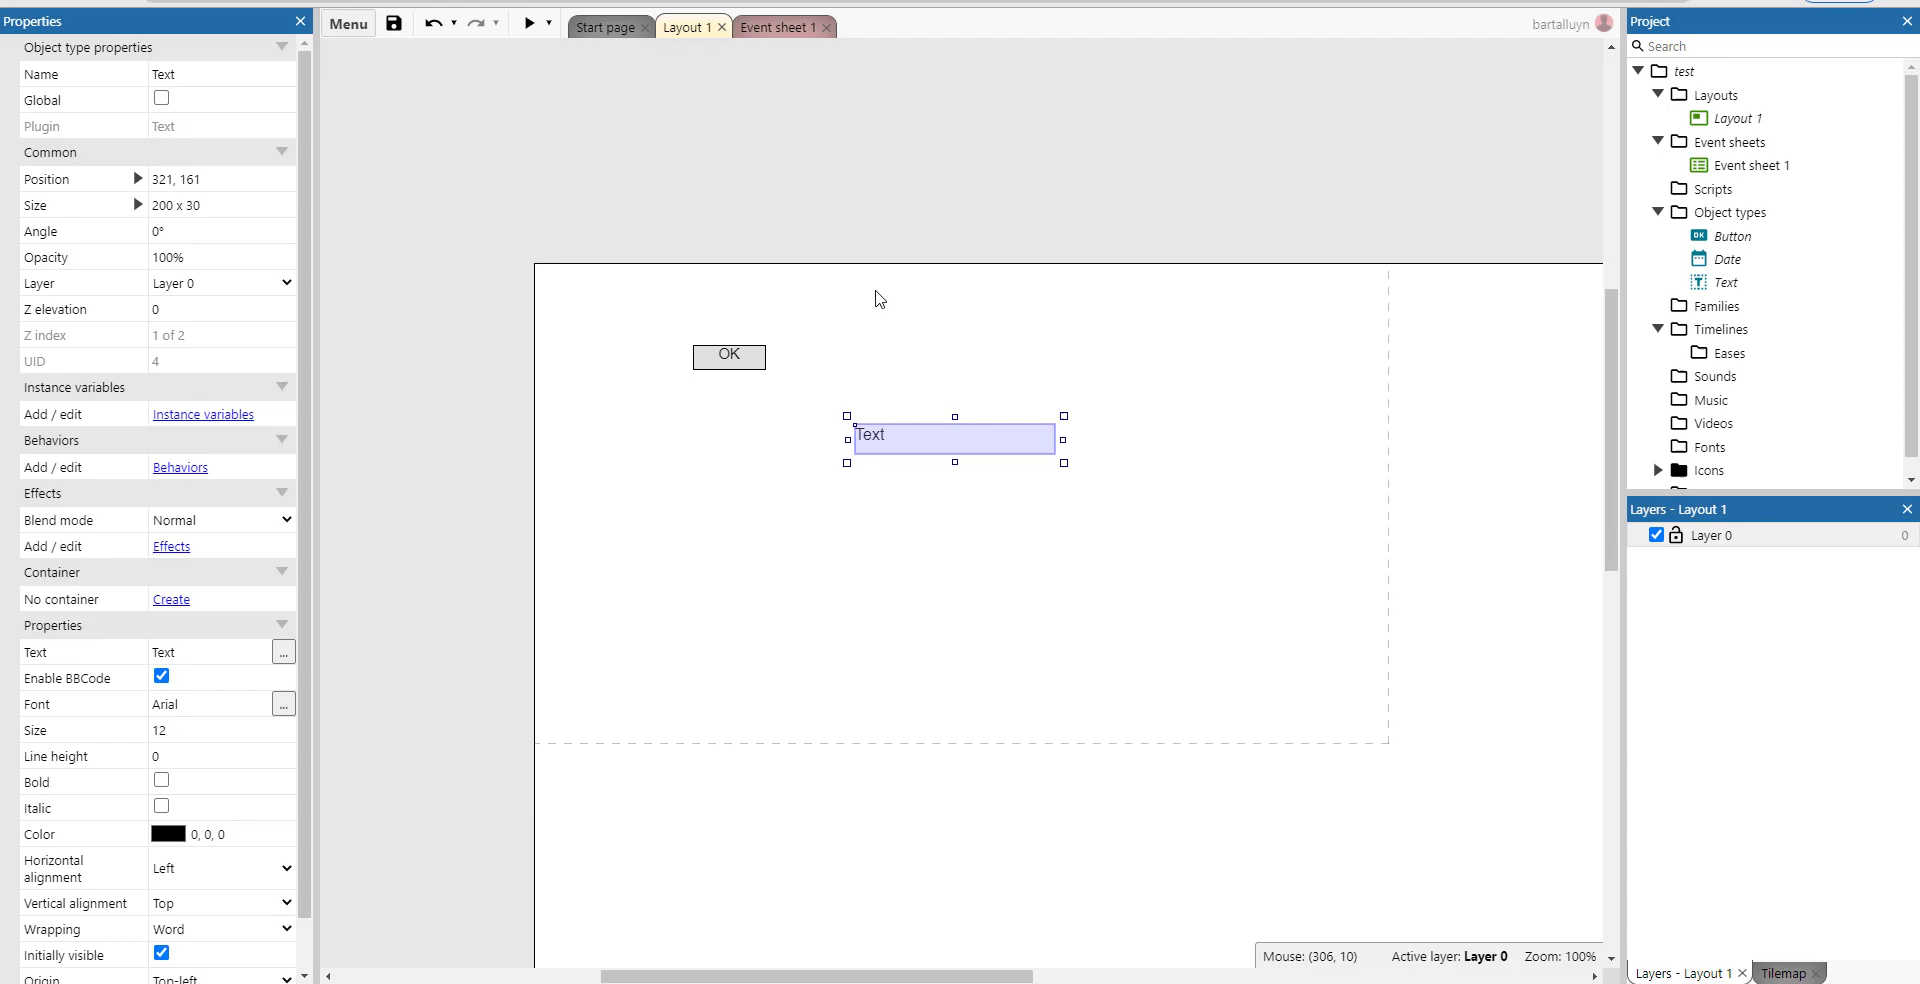 Properties
Object type properties
Name Text
Global
Plugin Text
Common
Position 321, 161
Size 200 x 30
Angle 0°
Opacity 100%
Layer Layer 0
Z elevation 0
Z index 1 of 2
UID 4
Instance variables
Add / edit Instance variables
Behaviors
Add / edit Behaviors
Effects
Blend mode Normal
Add / edit Effects
Container
No container Create
Properties
Text Text ...
Enable BBCode
Font Arial ...
Size 12
Line height 0
Bold
Italic
Color 0, 0, 0
Horizontal
alignment Left
Vertical alignment Top
Wrapping Word
Initially visible
Origin Top-left
Menu
Start page Layout 1 Event sheet 1
bartalluyn
OK
Text
Mouse: (306, 10) Active layer: Layer 0 Zoom: 100%
Project
Search
test
Layouts
Layout 1
Event sheets
Event sheet 1
Scripts
Object types
OK Button
Date
T Text
Families
Timelines
Eases
Sounds
Music
Videos
Fonts
Icons
Layers - Layout 1
Layer 0 0
Layers - Layout 1 Tilemap